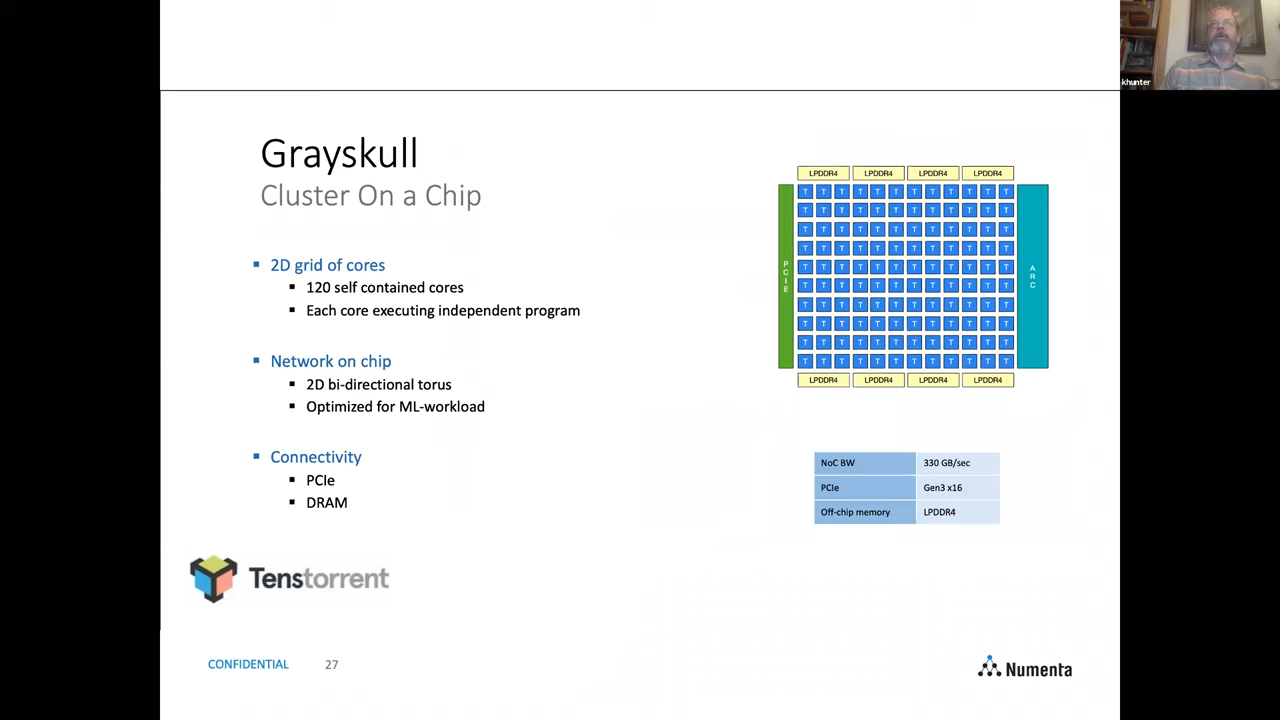 khunter
Grayskull
Cluster On a Chip
2D grid of cores
120 self contained cores
Each core executing independent program
Network on chip
2D bi-directional torus
Optimized for ML-workload
Connectivity
PCIe
DRAM
LPDDR4 LPDDR4 LPDDR4 LPDDR4
PCIE
T T T T T T T T T T T T
T T T T T T T T T T T T
T T T T T T T T T T T T
T T T T T T T T T T T T
T T T T T T T T T T T T
T T T T T T T T T T T T
T T T T T T T T T T T T
T T T T T T T T T T T T
T T T T T T T T T T T T
T T T T T T T T T T T T
ARC
LPDDR4 LPDDR4 LPDDR4 LPDDR4
NoC BW 330 GB/sec
PCIe Gen3 x16
Off-chip memory LPDDR4
Tenstorrent
CONFIDENTIAL 27
Numenta